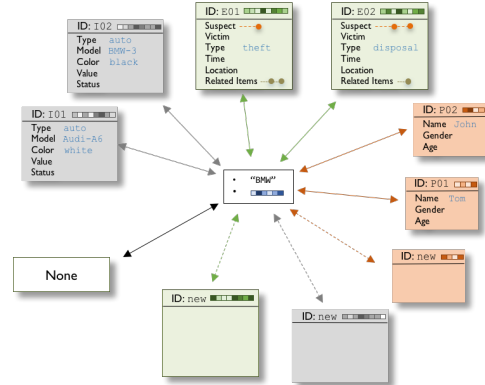 ID: I02
Type auto
Model BMW-3
Color black
Value
Status
ID: E01
Suspect
Victim
Type theft
Time
Location
Related Items
ID: E02
Suspect
Victim
Type disposal
Time
Location
Related Items
ID: I01
Type auto
Model Audi-A6
Color white
Value
Status
ID: P02
Name John
Gender
Age
• "BMW"
•
ID: P01
Name Tom
Gender
Age
None
ID: new
ID: new
ID: new